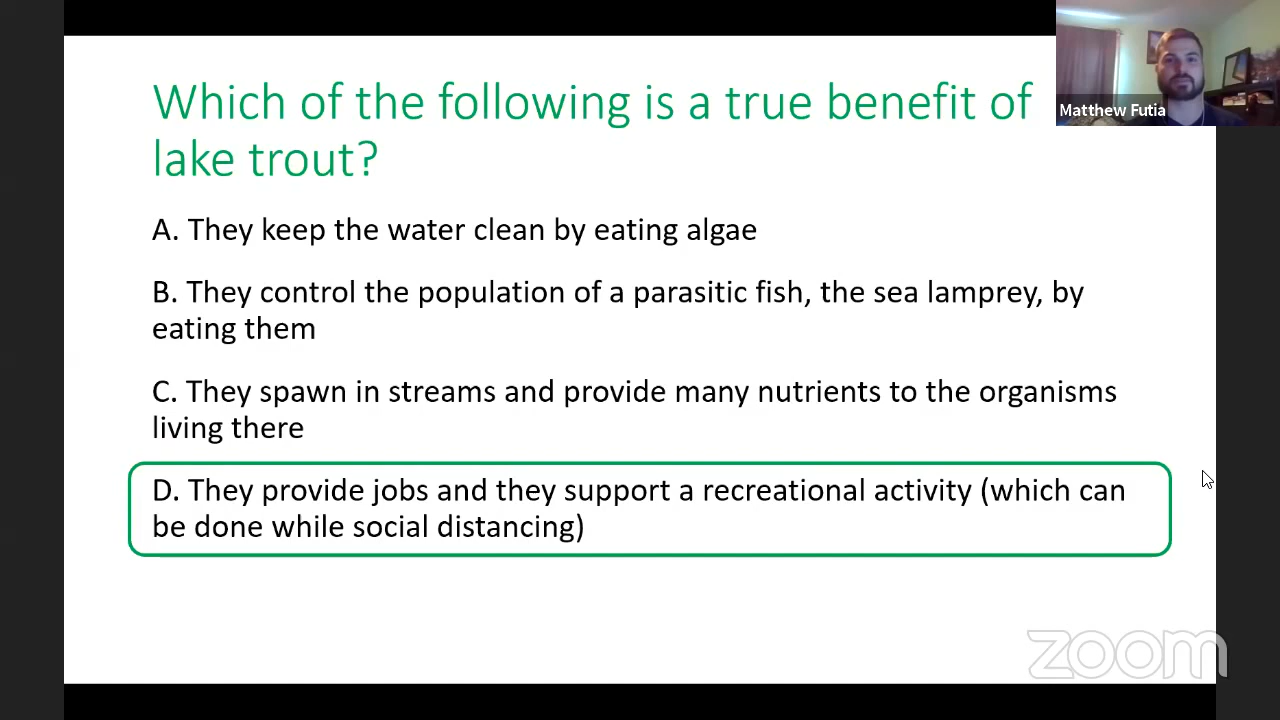 Which of the following is a true benefit of
lake trout?
Matthew Futia
A. They keep the water clean by eating algae
B. They control the population of a parasitic fish, the sea lamprey, by
eating them
C. They spawn in streams and provide many nutrients to the organisms
living there
D. They provide jobs and they support a recreational activity (which can
be done while social distancing)
zoom